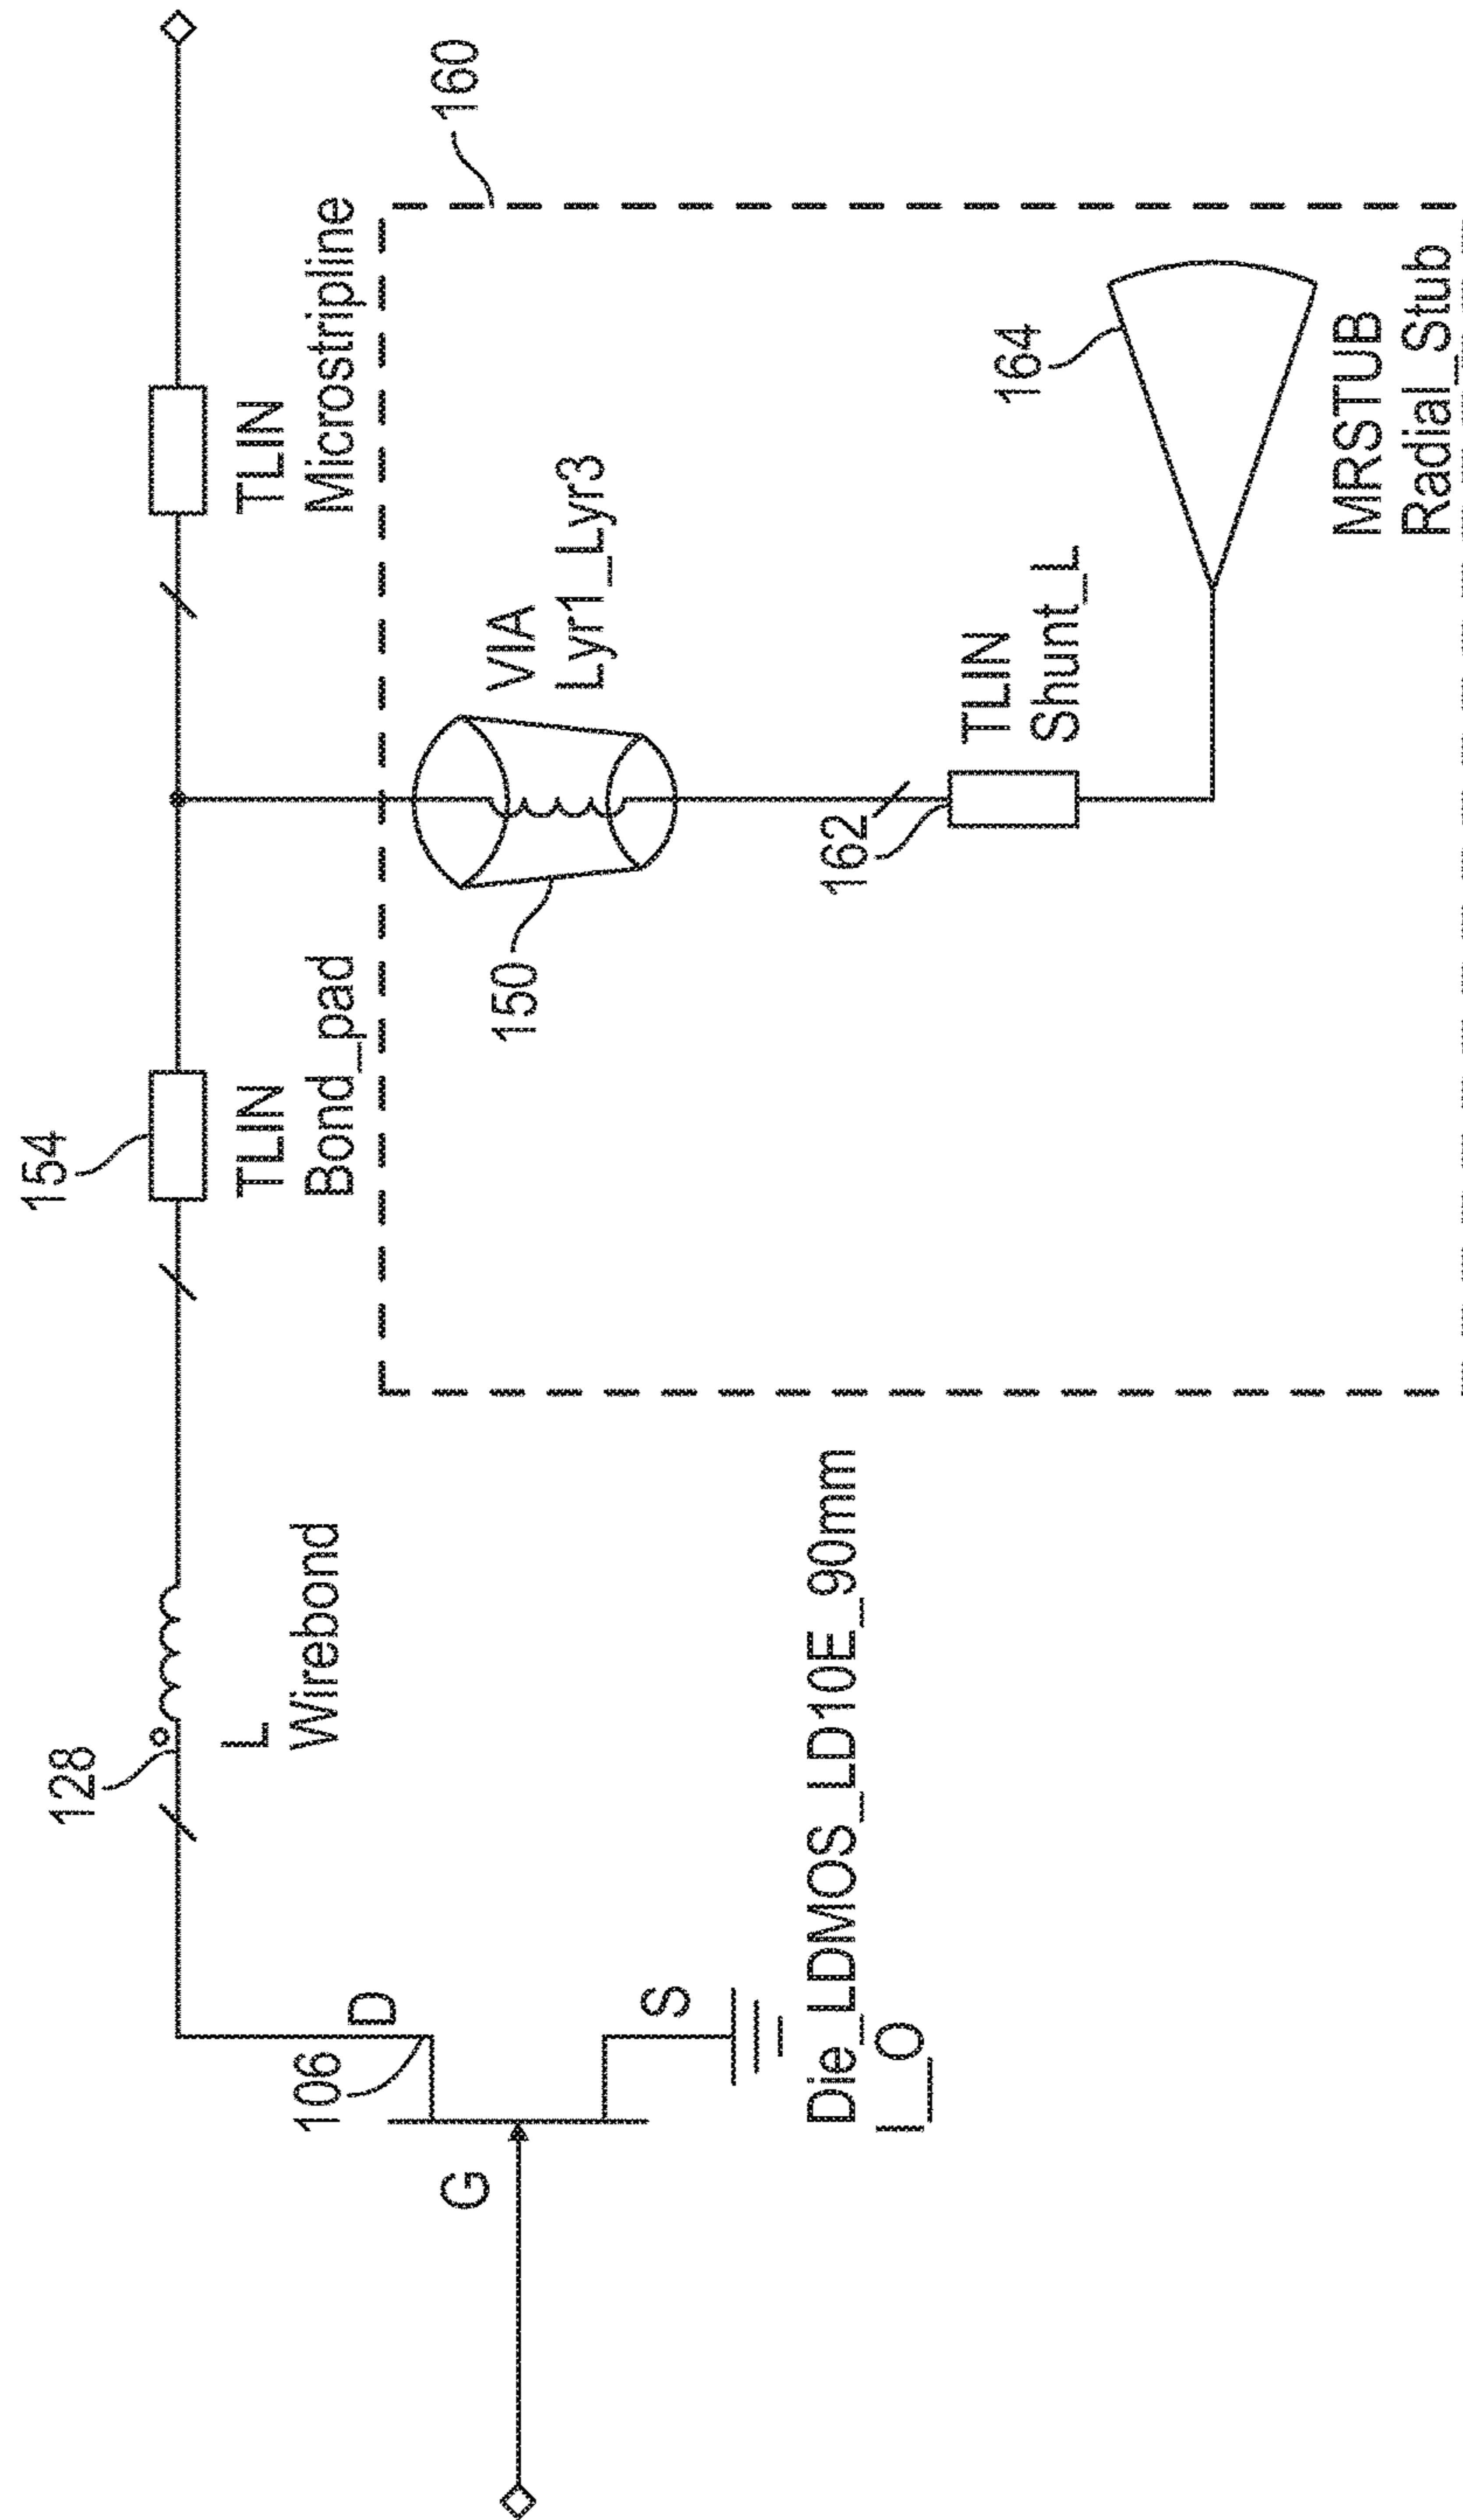 154
128
TLIN
Bond_pad
TLIN
Microstripline
L
Wirebond
160
106
D
G
S
Die_LDMOS_LD10E_90mm
I_O
VIA
Lyr1_Lyr3
150
162
TLIN
Shunt_L
164
MRSTUB
Radial_Stub